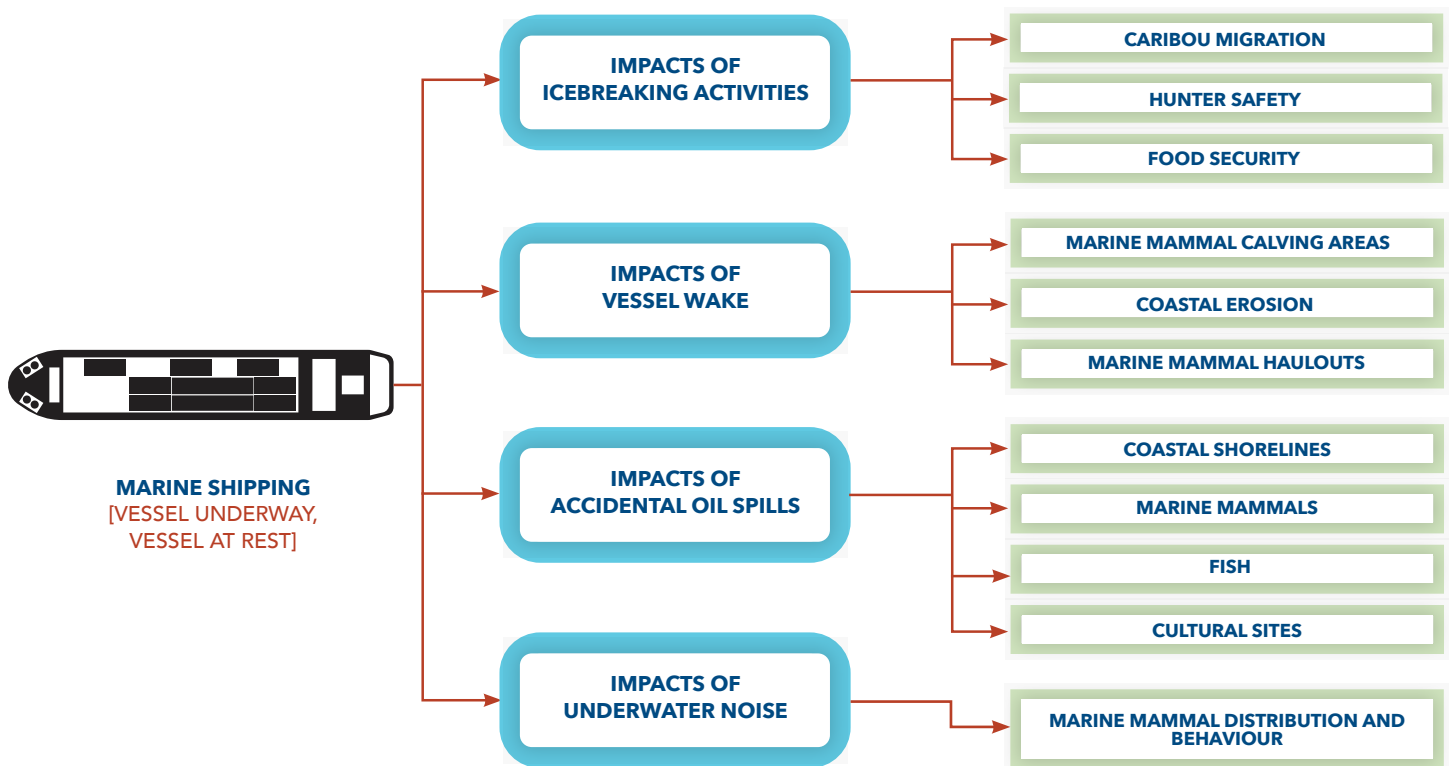 MARINE SHIPPING
[VESSEL UNDERWAY,
VESSEL AT REST]
IMPACTS OF
ICEBREAKING ACTIVITIES
CARIBOU MIGRATION
HUNTER SAFETY
FOOD SECURITY
IMPACTS OF
VESSEL WAKE
MARINE MAMMAL CALVING AREAS
COASTAL EROSION
MARINE MAMMAL HAULOUTS
IMPACTS OF
ACCIDENTAL OIL SPILLS
COASTAL SHORELINES
MARINE MAMMALS
FISH
CULTURAL SITES
IMPACTS OF
UNDERWATER NOISE
MARINE MAMMAL DISTRIBUTION AND
BEHAVIOUR